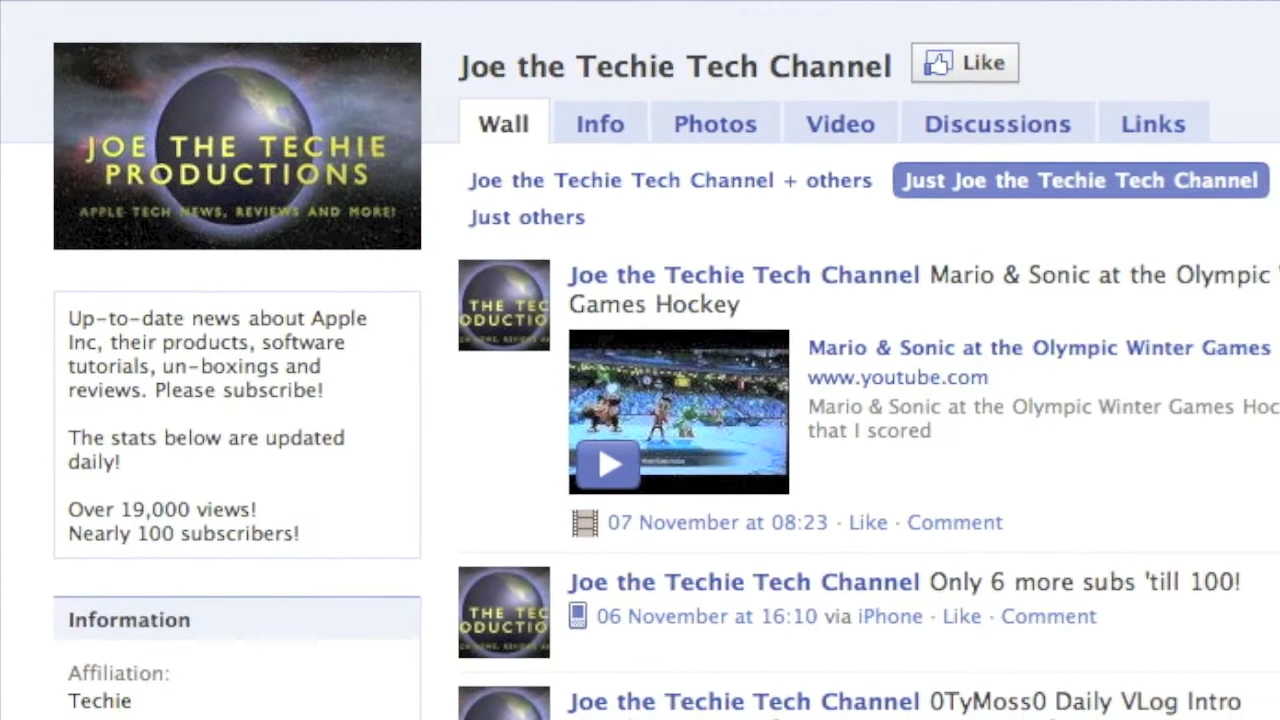 JOE THE TECHIE
PRODUCTIONS
APPLE TECH NEWS, REVIEWS AND MORE!
Joe the Techie Tech Channel
Like
Wall
Info
Photos
Video
Discussions
Links
Joe the Techie Tech Channel + others
Just Joe the Techie Tech Channel
Just others
Up-to-date news about Apple
Inc, their products, software
tutorials, un-boxings and
reviews. Please subscribe!
The stats below are updated
daily!
Over 19,000 views!
Nearly 100 subscribers!
Information
Affiliation:
Techie
THE TEC
ODUCTIO
Joe the Techie Tech Channel Mario & Sonic at the Olympic
Games Hockey
Mario & Sonic at the Olympic Winter Games
www.youtube.com
Mario & Sonic at the Olympic Winter Games Hoc
that I scored
07 November at 08:23 · Like · Comment
THE TEC
ODUCTIO
Joe the Techie Tech Channel Only 6 more subs 'till 100!
06 November at 16:10 via iPhone · Like · Comment
Joe the Techie Tech Channel 0TyMoss0 Daily VLog Intro